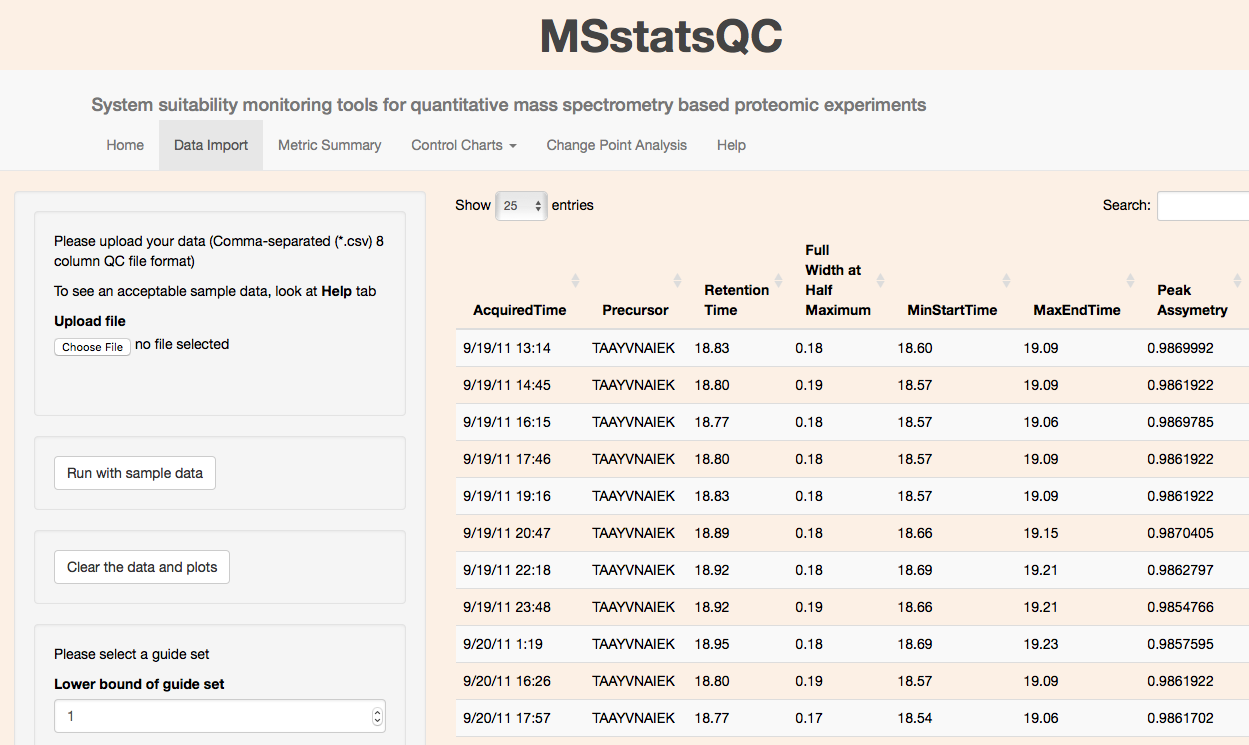 MSstatsQC
System suitability monitoring tools for quantitative mass spectrometry based proteomic experiments
Home Data Import Metric Summary Control Charts Change Point Analysis Help
Please upload your data (Comma-separated (*.csv) 8
column QC file format)
To see an acceptable sample data, look at Help tab
Upload file
Choose File no file selected
Run with sample data
Clear the data and plots
Please select a guide set
Lower bound of guide set
1
Show 25 entries
Search:
Full
Width at
Retention Half Peak
AcquiredTime Precursor Time Maximum MinStartTime MaxEndTime Assymetry
9/19/11 13:14 TAAYVNAIEK 18.83 0.18 18.60 19.09 0.9869992
9/19/11 14:45 TAAYVNAIEK 18.80 0.19 18.57 19.09 0.9861922
9/19/11 16:15 TAAYVNAIEK 18.77 0.18 18.57 19.06 0.9869785
9/19/11 17:46 TAAYVNAIEK 18.80 0.18 18.57 19.09 0.9861922
9/19/11 19:16 TAAYVNAIEK 18.83 0.18 18.57 19.09 0.9861922
9/19/11 20:47 TAAYVNAIEK 18.89 0.18 18.66 19.15 0.9870405
9/19/11 22:18 TAAYVNAIEK 18.92 0.18 18.69 19.21 0.9862797
9/19/11 23:48 TAAYVNAIEK 18.92 0.19 18.66 19.21 0.9854766
9/20/11 1:19 TAAYVNAIEK 18.95 0.18 18.69 19.23 0.9857595
9/20/11 16:26 TAAYVNAIEK 18.80 0.19 18.57 19.09 0.9861922
9/20/11 17:57 TAAYVNAIEK 18.77 0.17 18.54 19.06 0.9861702